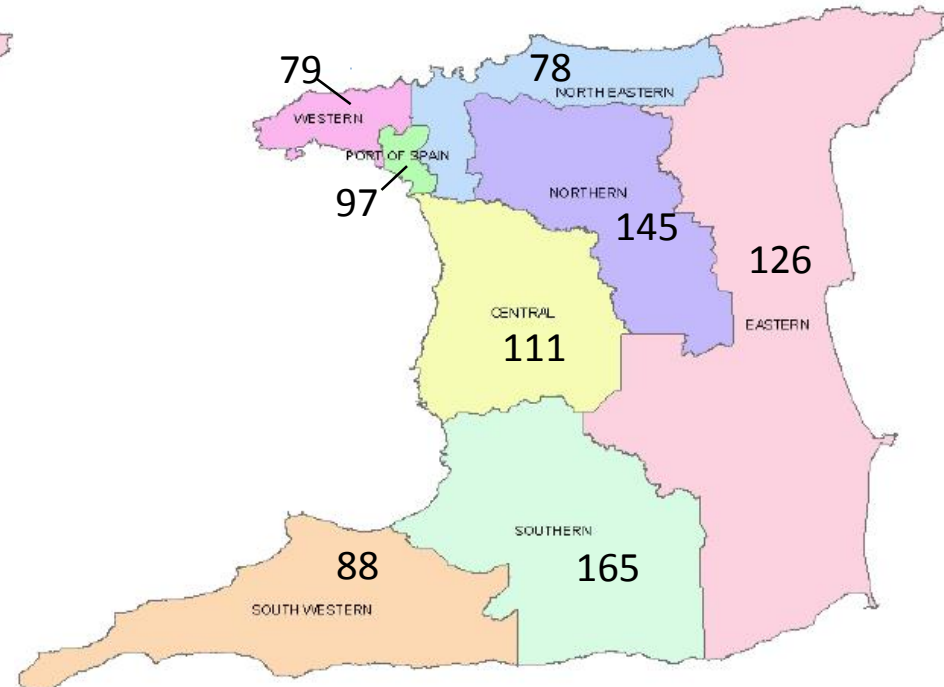 79
78
NORTH EASTERN
WESTERN
PORT OF SPAIN
97
NORTHERN
145
126
CENTRAL
EASTERN
111
SOUTHERN
88
165
SOUTH WESTERN